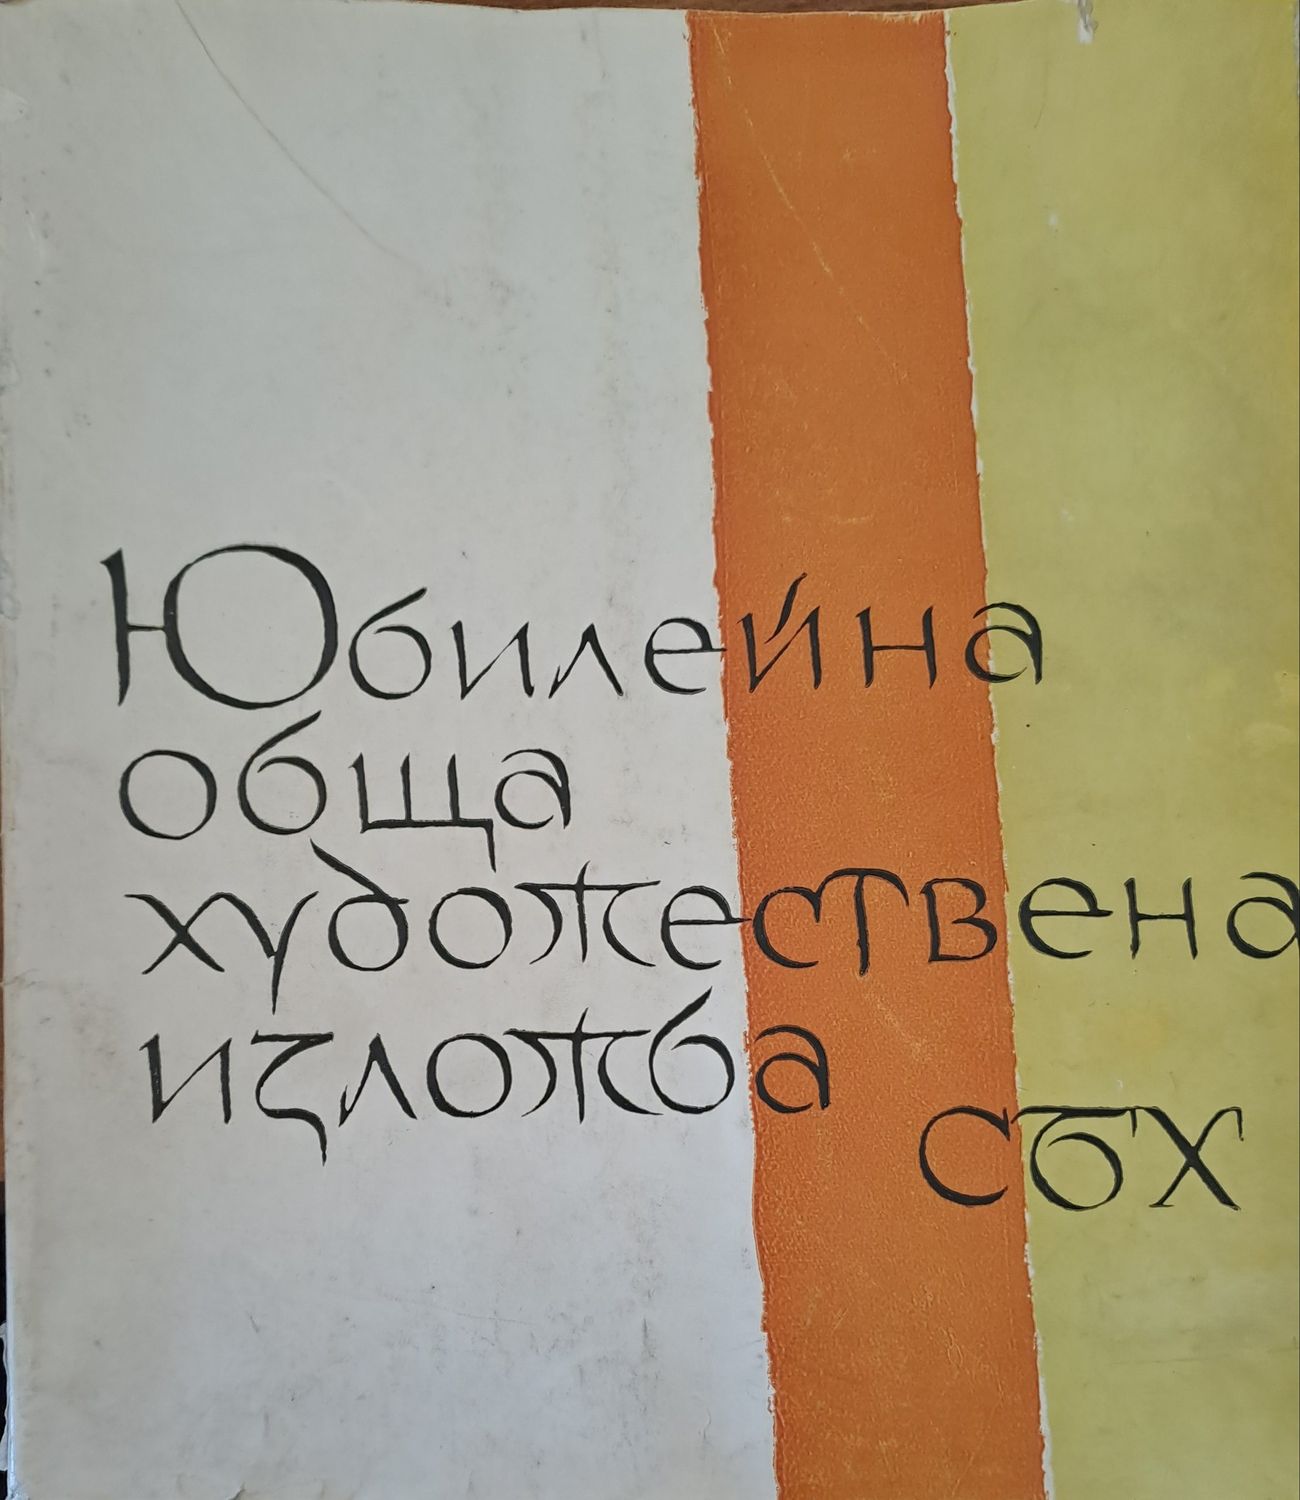 Юбилейна
обща
художествена
изложба
СБХ